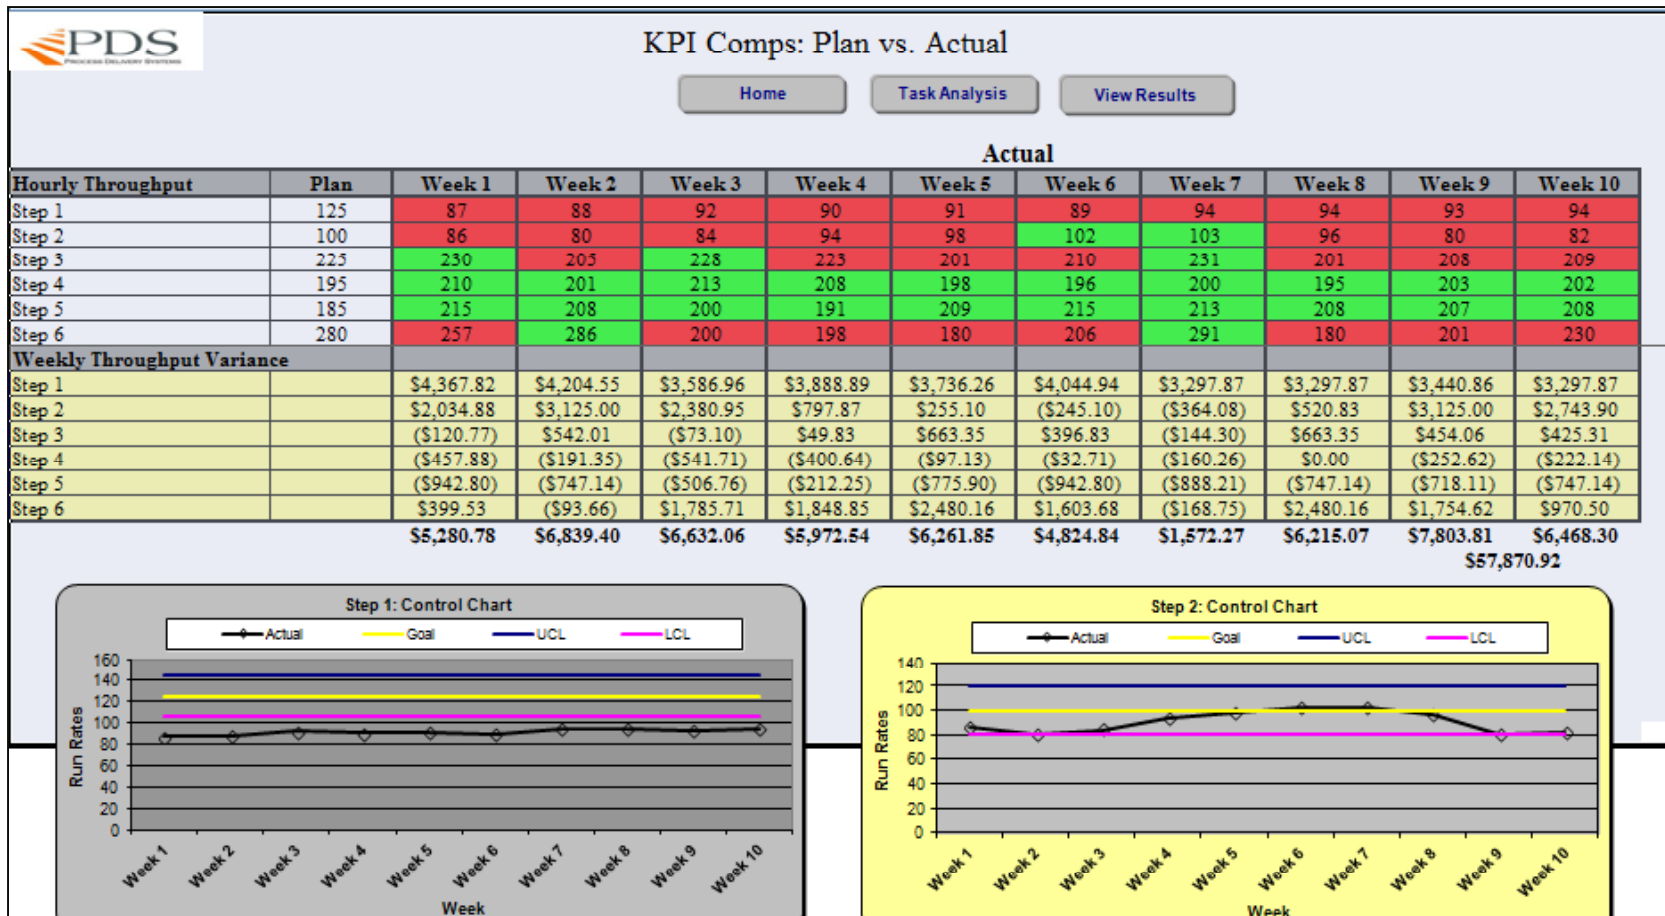 PDS
PROCESS DELIVERY SYSTEMS
KPI Comps: Plan vs. Actual
Home Task Analysis View Results
Actual
Hourly Throughput Plan Week 1 Week 2 Week 3 Week 4 Week 5 Week 6 Week 7 Week 8 Week 9 Week 10
Step 1 125 87 88 92 90 91 89 94 94 93 94
Step 2 100 86 80 84 94 98 102 103 96 80 82
Step 3 225 230 205 228 223 201 210 231 201 208 209
Step 4 195 210 201 213 208 198 196 200 195 203 202
Step 5 185 215 208 200 191 209 215 213 208 207 208
Step 6 280 257 286 200 198 180 206 291 180 201 230
Weekly Throughput Variance
Step 1 $4,367.82 $4,204.55 $3,586.96 $3,888.89 $3,736.26 $4,044.94 $3,297.87 $3,297.87 $3,440.86 $3,297.87
Step 2 $2,034.88 $3,125.00 $2,380.95 $797.87 $255.10 ($245.10) ($364.08) $520.83 $3,125.00 $2,743.90
Step 3 ($120.77) $542.01 ($73.10) $49.83 $663.35 $396.83 ($144.30) $663.35 $454.06 $425.31
Step 4 ($457.88) ($191.35) ($541.71) ($400.64) ($97.13) ($32.71) ($160.26) $0.00 ($252.62) ($222.14)
Step 5 ($942.80) ($747.14) ($506.76) ($212.25) ($775.90) ($942.80) ($888.21) ($747.14) ($718.11) ($747.14)
Step 6 $399.53 ($93.66) $1,785.71 $1,848.85 $2,480.16 $1,603.68 ($168.75) $2,480.16 $1,754.62 $970.50
$5,280.78 $6,839.40 $6,632.06 $5,972.54 $6,261.85 $4,824.84 $1,572.27 $6,215.07 $7,803.81 $6,468.30
$57,870.92
Step 1: Control Chart
Actual Goal UCL LCL
160
140
120
100
80
60
40
20
0
Run Rates
Week 1 Week 2 Week 3 Week 4 Week 5 Week 6 Week 7 Week 8 Week 9 Week 10
Week
Step 2: Control Chart
Actual Goal UCL LCL
140
120
100
80
60
40
20
0
Run Rates
Week 1 Week 2 Week 3 Week 4 Week 5 Week 6 Week 7 Week 8 Week 9 Week 10
Week